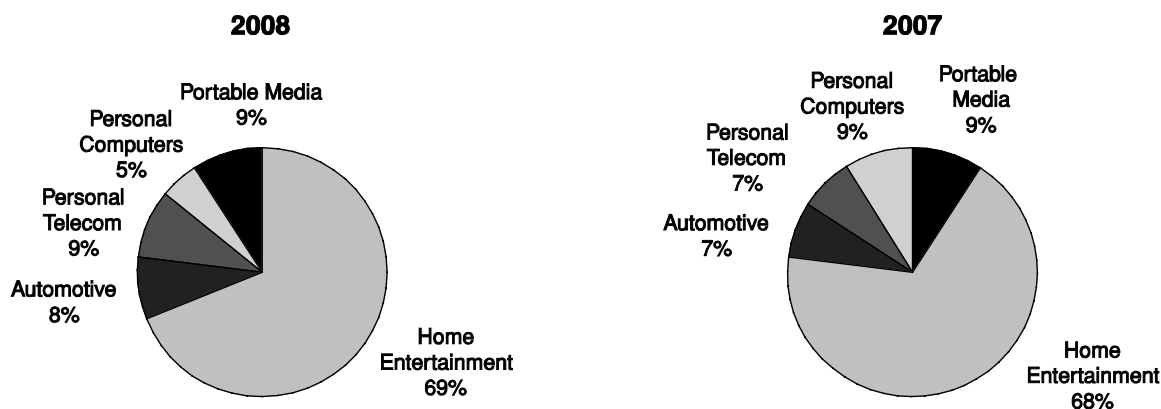 2008
Portable Media
9%
Personal
Computers
5%
Personal
Telecom
9%
Automotive
8%
Home
Entertainment
69%
2007
Portable
Media
9%
Personal
Computers
9%
Personal
Telecom
7%
Automotive
7%
Home
Entertainment
68%